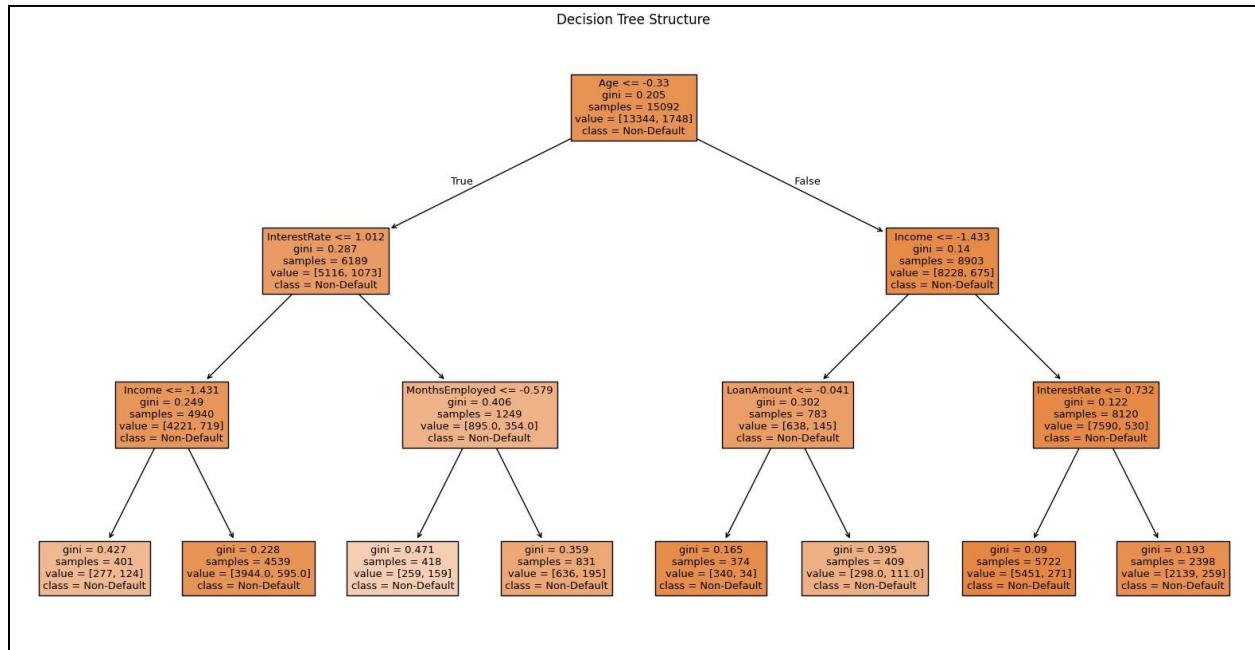 Decision Tree Structure
Age <= -0.33
gini = 0.205
samples = 15092
value = [13344, 1748]
class = Non-Default
True
False
InterestRate <= 1.012
gini = 0.287
samples = 6189
value = [5116, 1073]
class = Non-Default
Income <= -1.433
gini = 0.14
samples = 8903
value = [8228, 675]
class = Non-Default
Income <= -1.431
gini = 0.249
samples = 4940
value = [4221, 719]
class = Non-Default
MonthsEmployed <= -0.579
gini = 0.406
samples = 1249
value = [895.0, 354.0]
class = Non-Default
LoanAmount <= -0.041
gini = 0.302
samples = 783
value = [638, 145]
class = Non-Default
InterestRate <= 0.732
gini = 0.122
samples = 8120
value = [7590, 530]
class = Non-Default
gini = 0.427
samples = 401
value = [277, 124]
class = Non-Default
gini = 0.228
samples = 4539
value = [3944.0, 595.0]
class = Non-Default
gini = 0.471
samples = 418
value = [259, 159]
class = Non-Default
gini = 0.359
samples = 831
value = [636, 195]
class = Non-Default
gini = 0.165
samples = 374
value = [340, 34]
class = Non-Default
gini = 0.395
samples = 409
value = [298.0, 111.0]
class = Non-Default
gini = 0.09
samples = 5722
value = [5451, 271]
class = Non-Default
gini = 0.193
samples = 2398
value = [2139, 259]
class = Non-Default